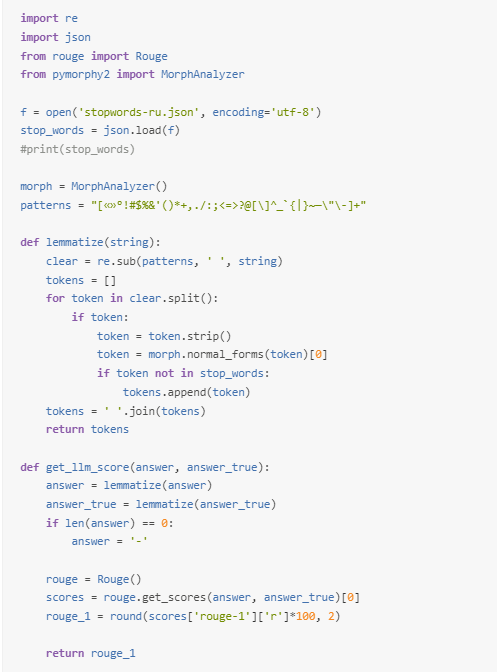 import re
import json
from rouge import Rouge
from pymorphy2 import MorphAnalyzer

f = open('stopwords-ru.json', encoding='utf-8')
stop_words = json.load(f)
#print(stop_words)

morph = MorphAnalyzer()
patterns = "[«»°!#$%&'()*+,./:;<=>?@[\]^_`{|}~—\"\-]+"

def lemmatize(string):
    clear = re.sub(patterns, ' ', string)
    tokens = []
    for token in clear.split():
        if token:
            token = token.strip()
            token = morph.normal_forms(token)[0]
            if token not in stop_words:
                tokens.append(token)
    tokens = ' '.join(tokens)
    return tokens

def get_llm_score(answer, answer_true):
    answer = lemmatize(answer)
    answer_true = lemmatize(answer_true)
    if len(answer) == 0:
        answer = '-'

    rouge = Rouge()
    scores = rouge.get_scores(answer, answer_true)[0]
    rouge_1 = round(scores['rouge-1']['r']*100, 2)

    return rouge_1